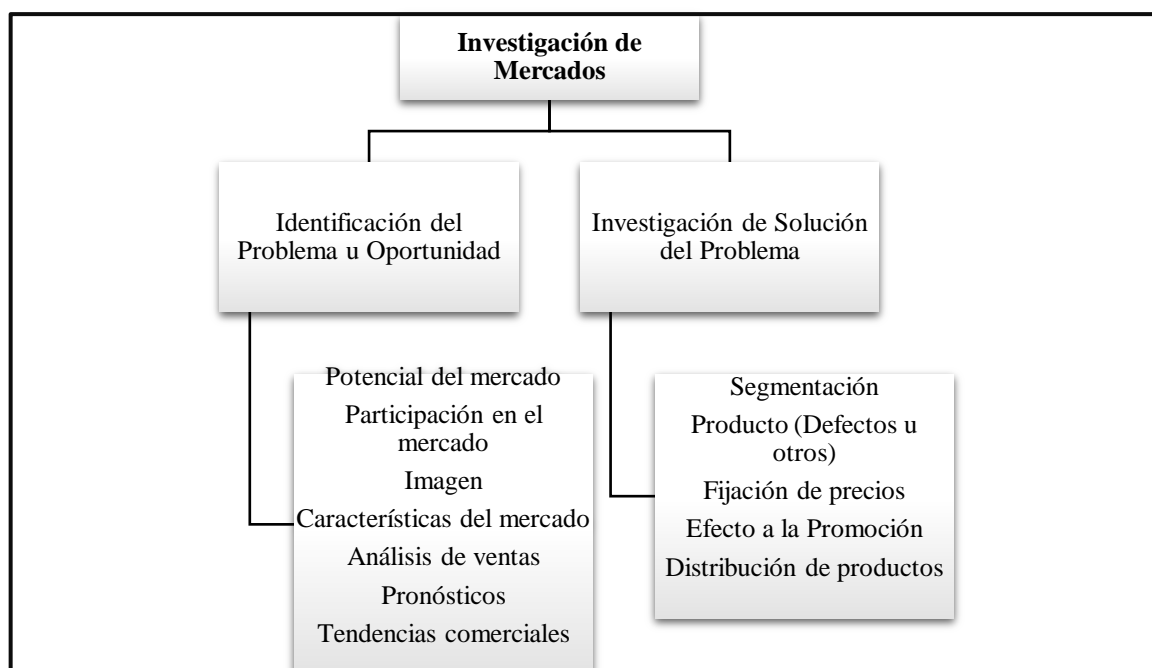 Investigación de
Mercados
Identificación del
Problema u Oportunidad
Investigación de Solución
del Problema
Potencial del mercado
Participación en el
mercado
Imagen
Características del mercado
Análisis de ventas
Pronósticos
Tendencias comerciales
Segmentación
Producto (Defectos u
otros)
Fijación de precios
Efecto a la Promoción
Distribución de productos